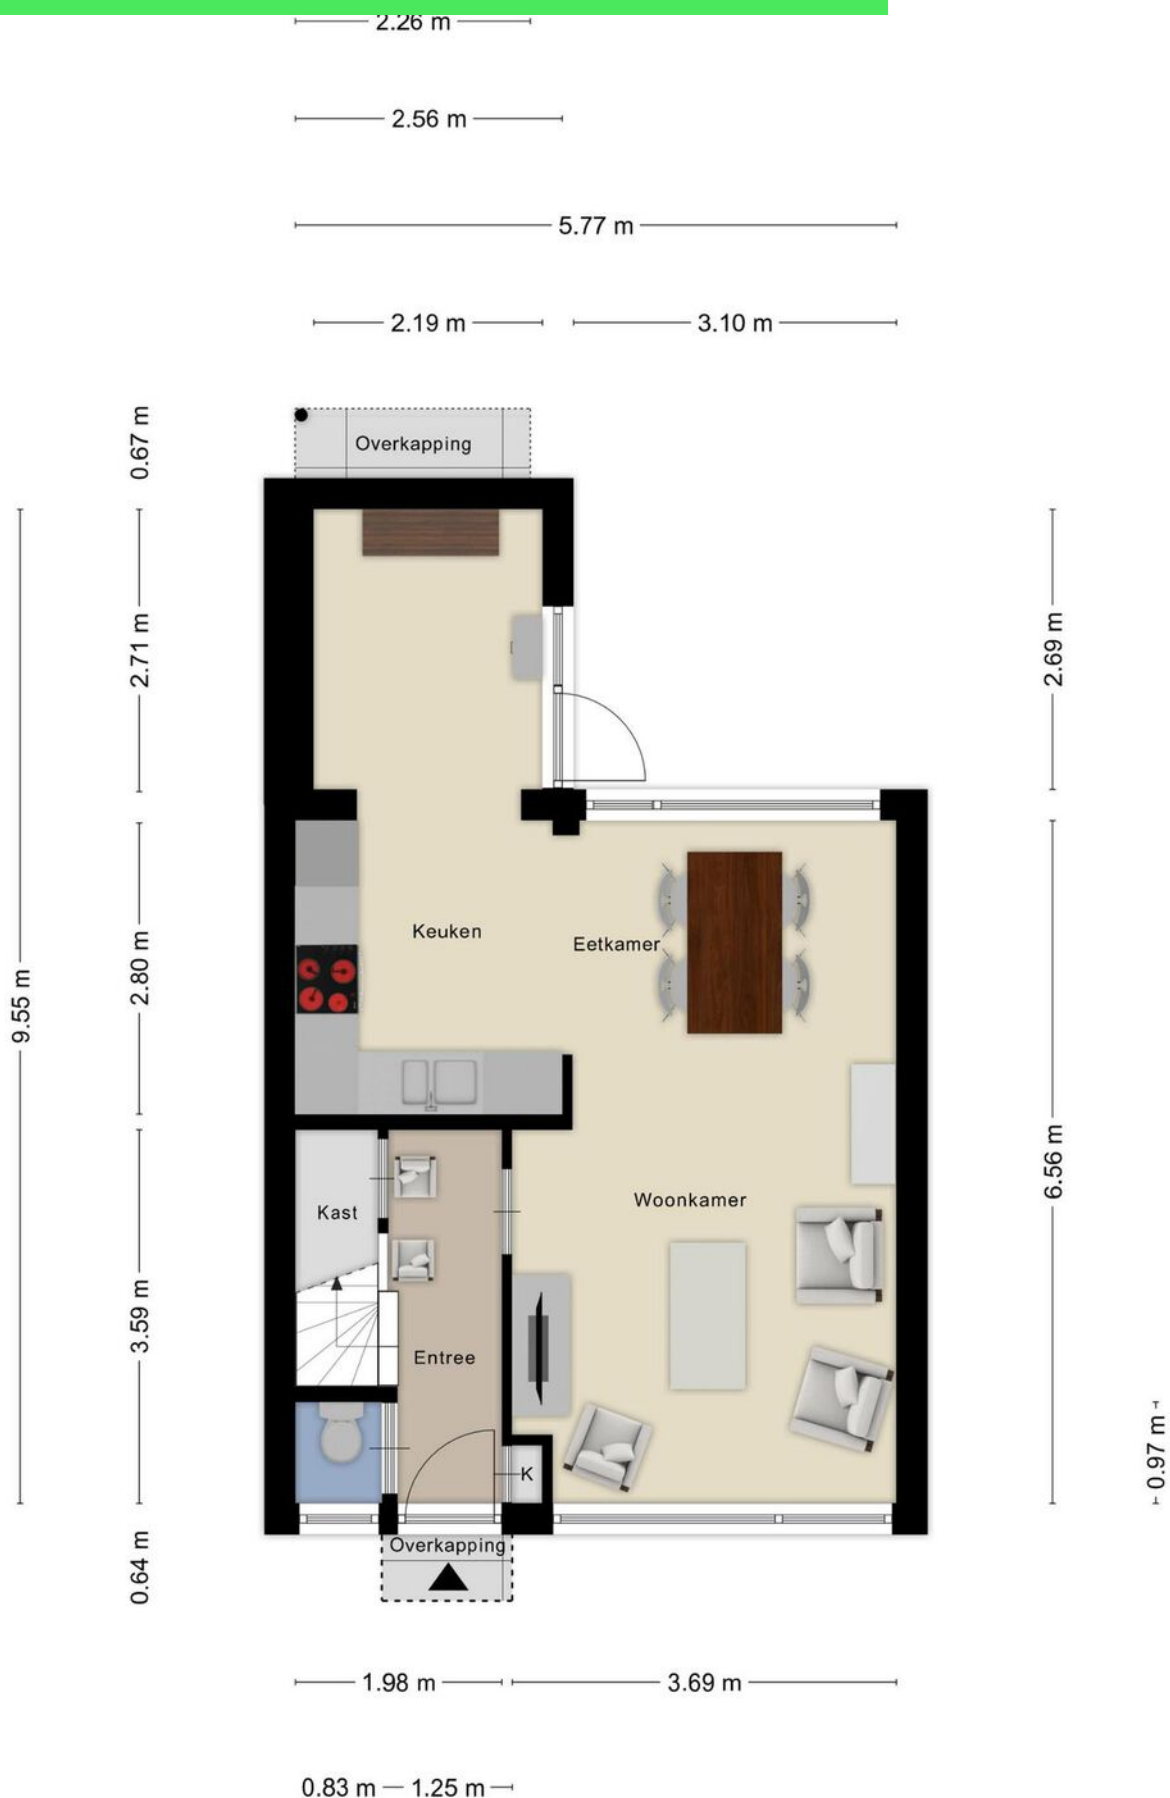 2.26 m
2.56 m
5.77 m
2.19 m
3.10 m
0.67 m
Overkapping
2.71 m
2.69 m
Keuken
Eetkamer
2.80 m
9.55 m
6.56 m
Woonkamer
Kast
3.59 m
Entree
0.97 m
K
Overkapping
0.64 m
1.98 m
3.69 m
0.83 m
1.25 m